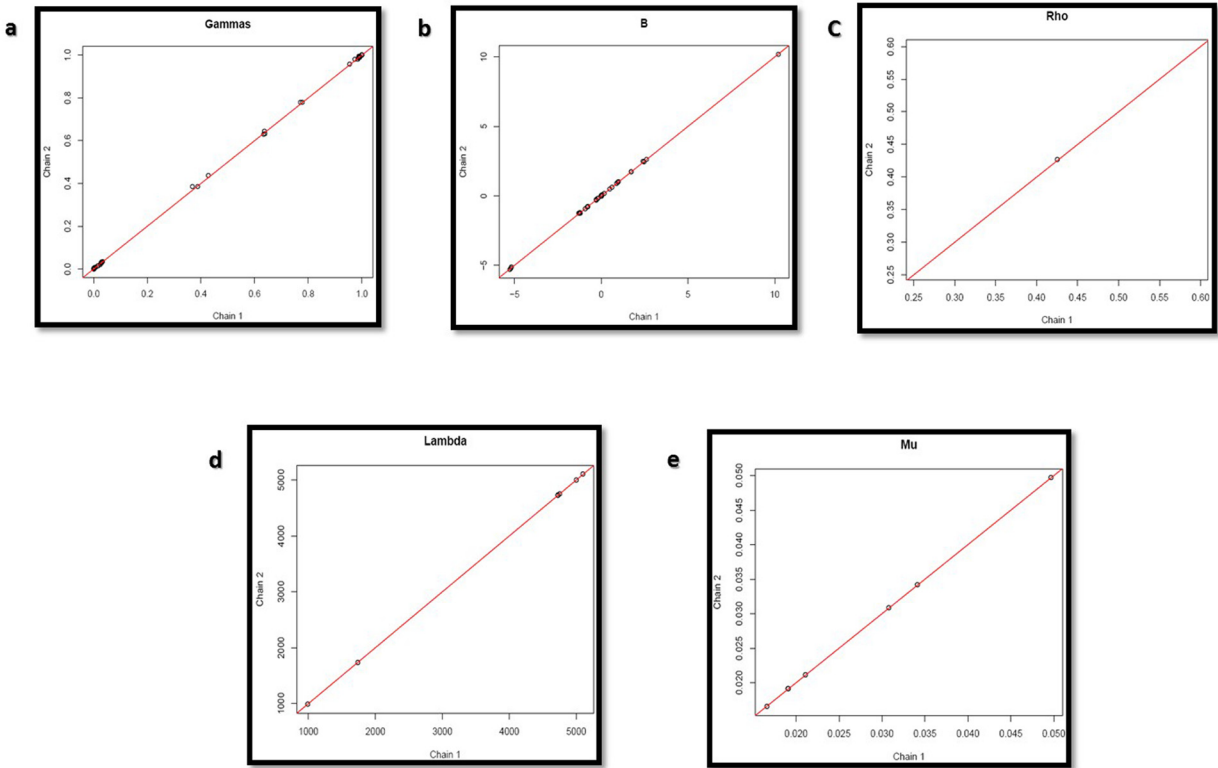 a
Gammas
Chain 2
1.0
0.8
0.6
0.4
0.2
0.0
0.0 0.2 0.4 0.6 0.8 1.0
Chain 1
b
B
Chain 2
10
5
0
−5
−5 0 5 10
Chain 1
C
Rho
Chain 2
0.60
0.55
0.50
0.45
0.40
0.35
0.30
0.25
0.25 0.30 0.35 0.40 0.45 0.50 0.55 0.60
Chain 1
d
Lambda
Chain 2
5000
4000
3000
2000
1000
1000 2000 3000 4000 5000
Chain 1
e
Mu
Chain 2
0.050
0.045
0.040
0.035
0.030
0.025
0.020
0.020 0.025 0.030 0.035 0.040 0.045 0.050
Chain 1